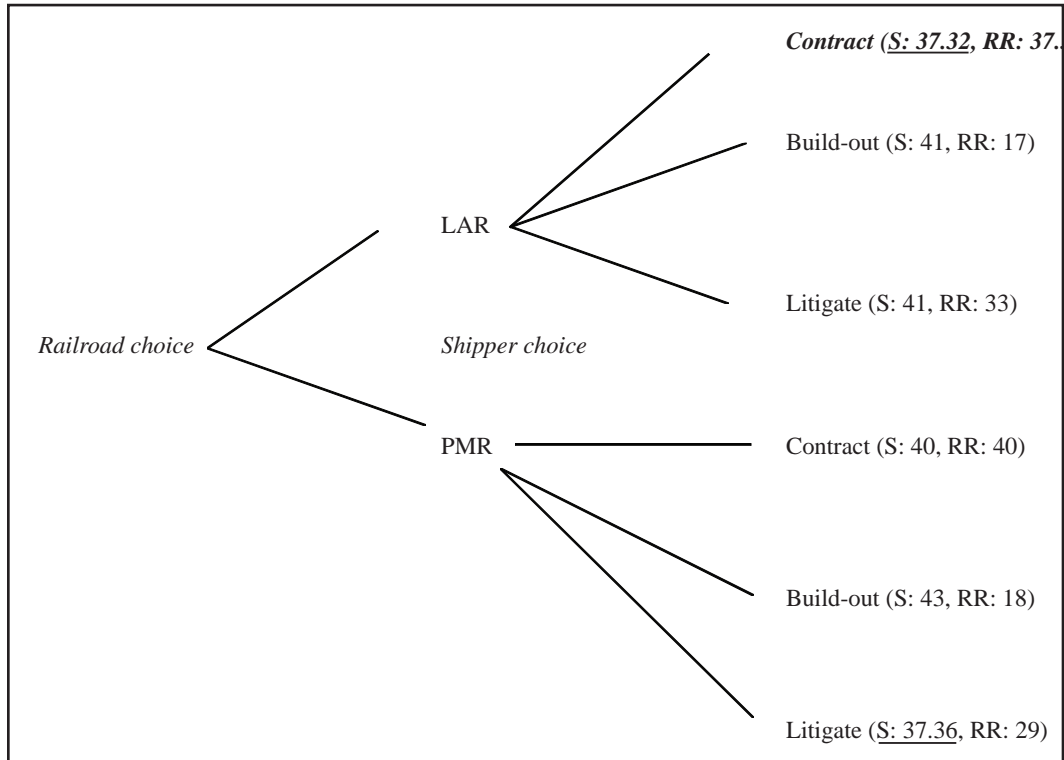 Contract (S: 37.32, RR: 37.
Build-out (S: 41, RR: 17)
LAR
Litigate (S: 41, RR: 33)
Railroad choice
Shipper choice
PMR
Contract (S: 40, RR: 40)
Build-out (S: 43, RR: 18)
Litigate (S: 37.36, RR: 29)